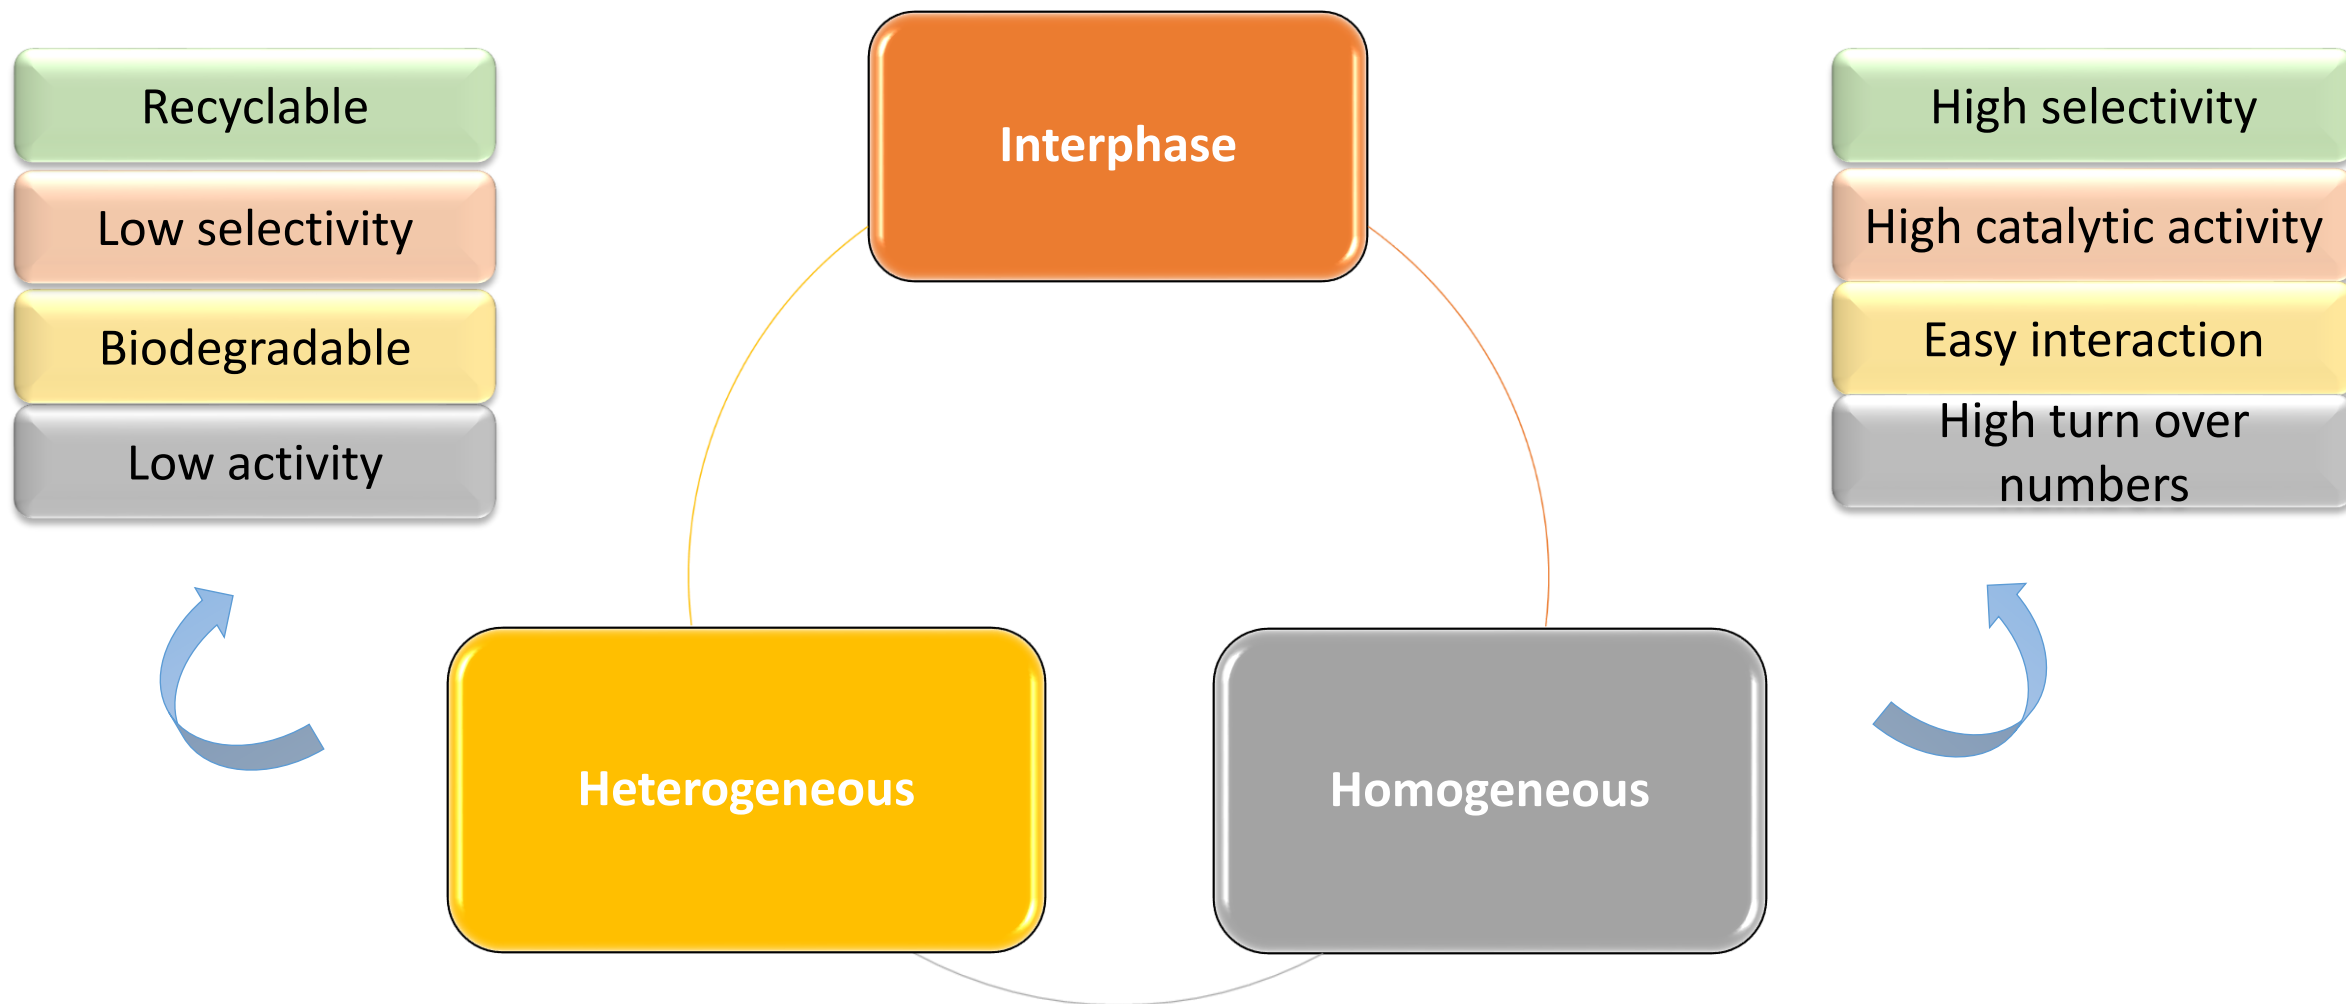 Recyclable
Low selectivity
Biodegradable
Low activity
Interphase
Heterogeneous
Homogeneous
High selectivity
High catalytic activity
Easy interaction
High turn over
numbers